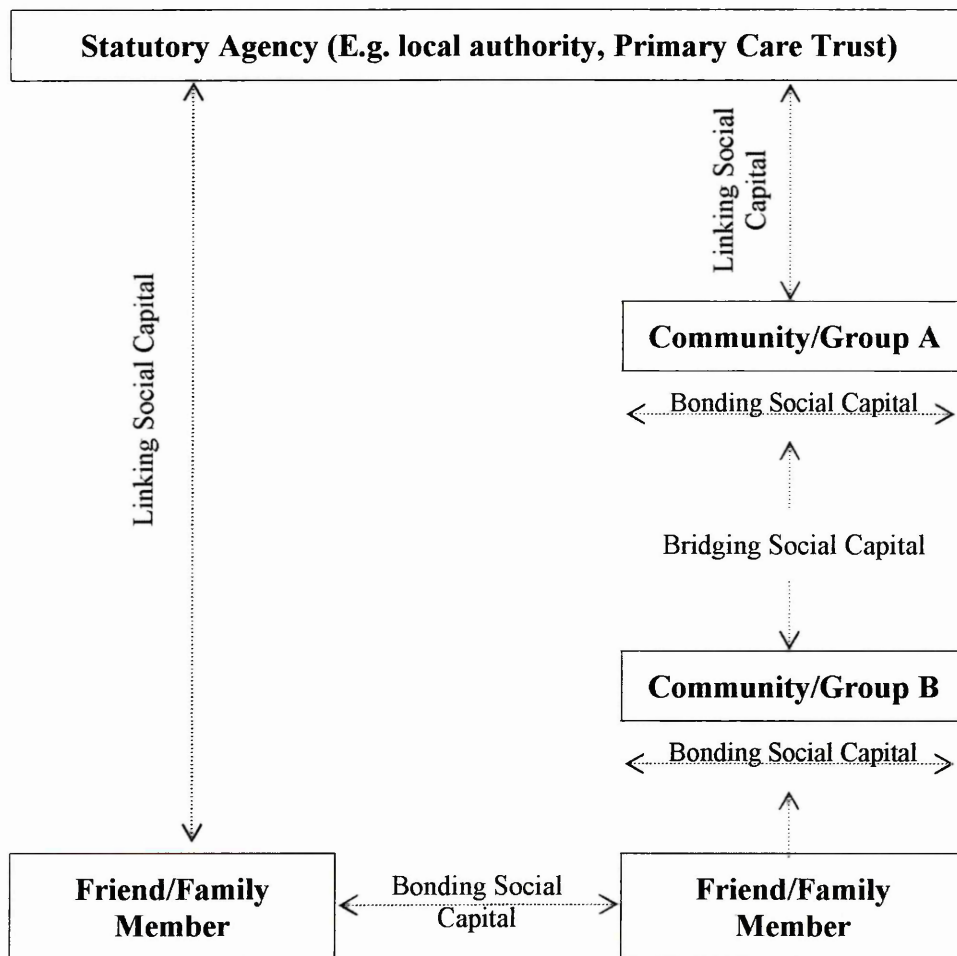 Statutory Agency (E.g. local authority, Primary Care Trust)
Linking Social Capital
Linking Social
Capital
Community/Group A
Bonding Social Capital
Bridging Social Capital
Community/Group B
Bonding Social Capital
Friend/Family
Member
Bonding Social
Capital
Friend/Family
Member